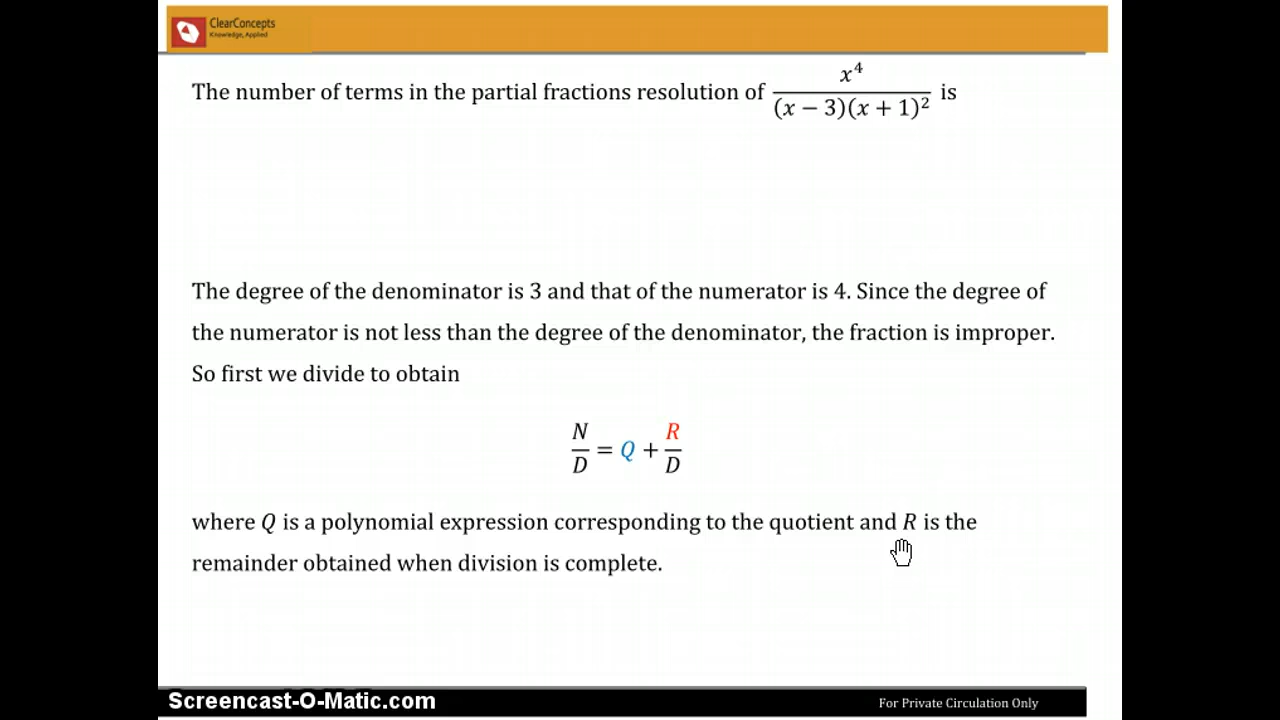 ClearConcepts
Knowledge, Applied
The number of terms in the partial fractions resolution of x⁴/((x − 3)(x + 1)²) is
The degree of the denominator is 3 and that of the numerator is 4. Since the degree of
the numerator is not less than the degree of the denominator, the fraction is improper.
So first we divide to obtain
N/D = Q + R/D
where Q is a polynomial expression corresponding to the quotient and R is the
remainder obtained when division is complete.
Screencast-O-Matic.com
For Private Circulation Only